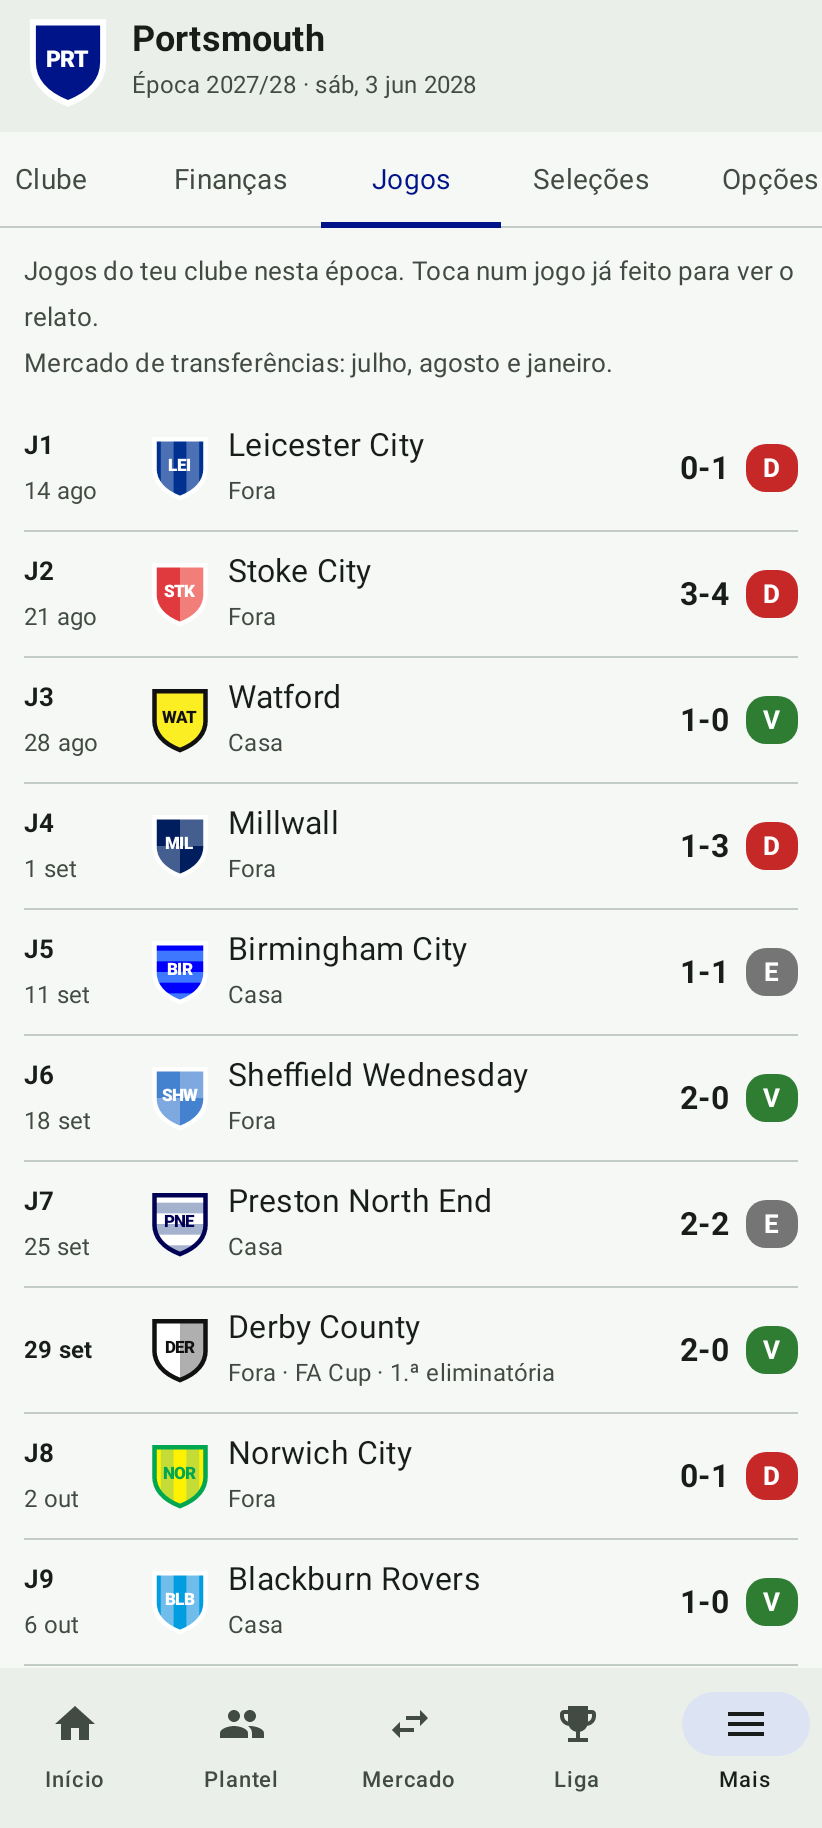 PRT
Portsmouth
Época 2027/28 · sáb, 3 jun 2028
Clube Finanças Jogos Seleções Opções
Jogos do teu clube nesta época. Toca num jogo já feito para ver o
relato.
Mercado de transferências: julho, agosto e janeiro.
J1 LEI Leicester City 0-1 D
14 ago Fora
J2 STK Stoke City 3-4 D
21 ago Fora
J3 WAT Watford 1-0 V
28 ago Casa
J4 MIL Millwall 1-3 D
1 set Fora
J5 BIR Birmingham City 1-1 E
11 set Casa
J6 SHW Sheffield Wednesday 2-0 V
18 set Fora
J7 PNE Preston North End 2-2 E
25 set Casa
29 set DER Derby County 2-0 V
Fora · FA Cup · 1.ª eliminatória
J8 NOR Norwich City 0-1 D
2 out Fora
J9 BLB Blackburn Rovers 1-0 V
6 out Casa
Início Plantel Mercado Liga Mais